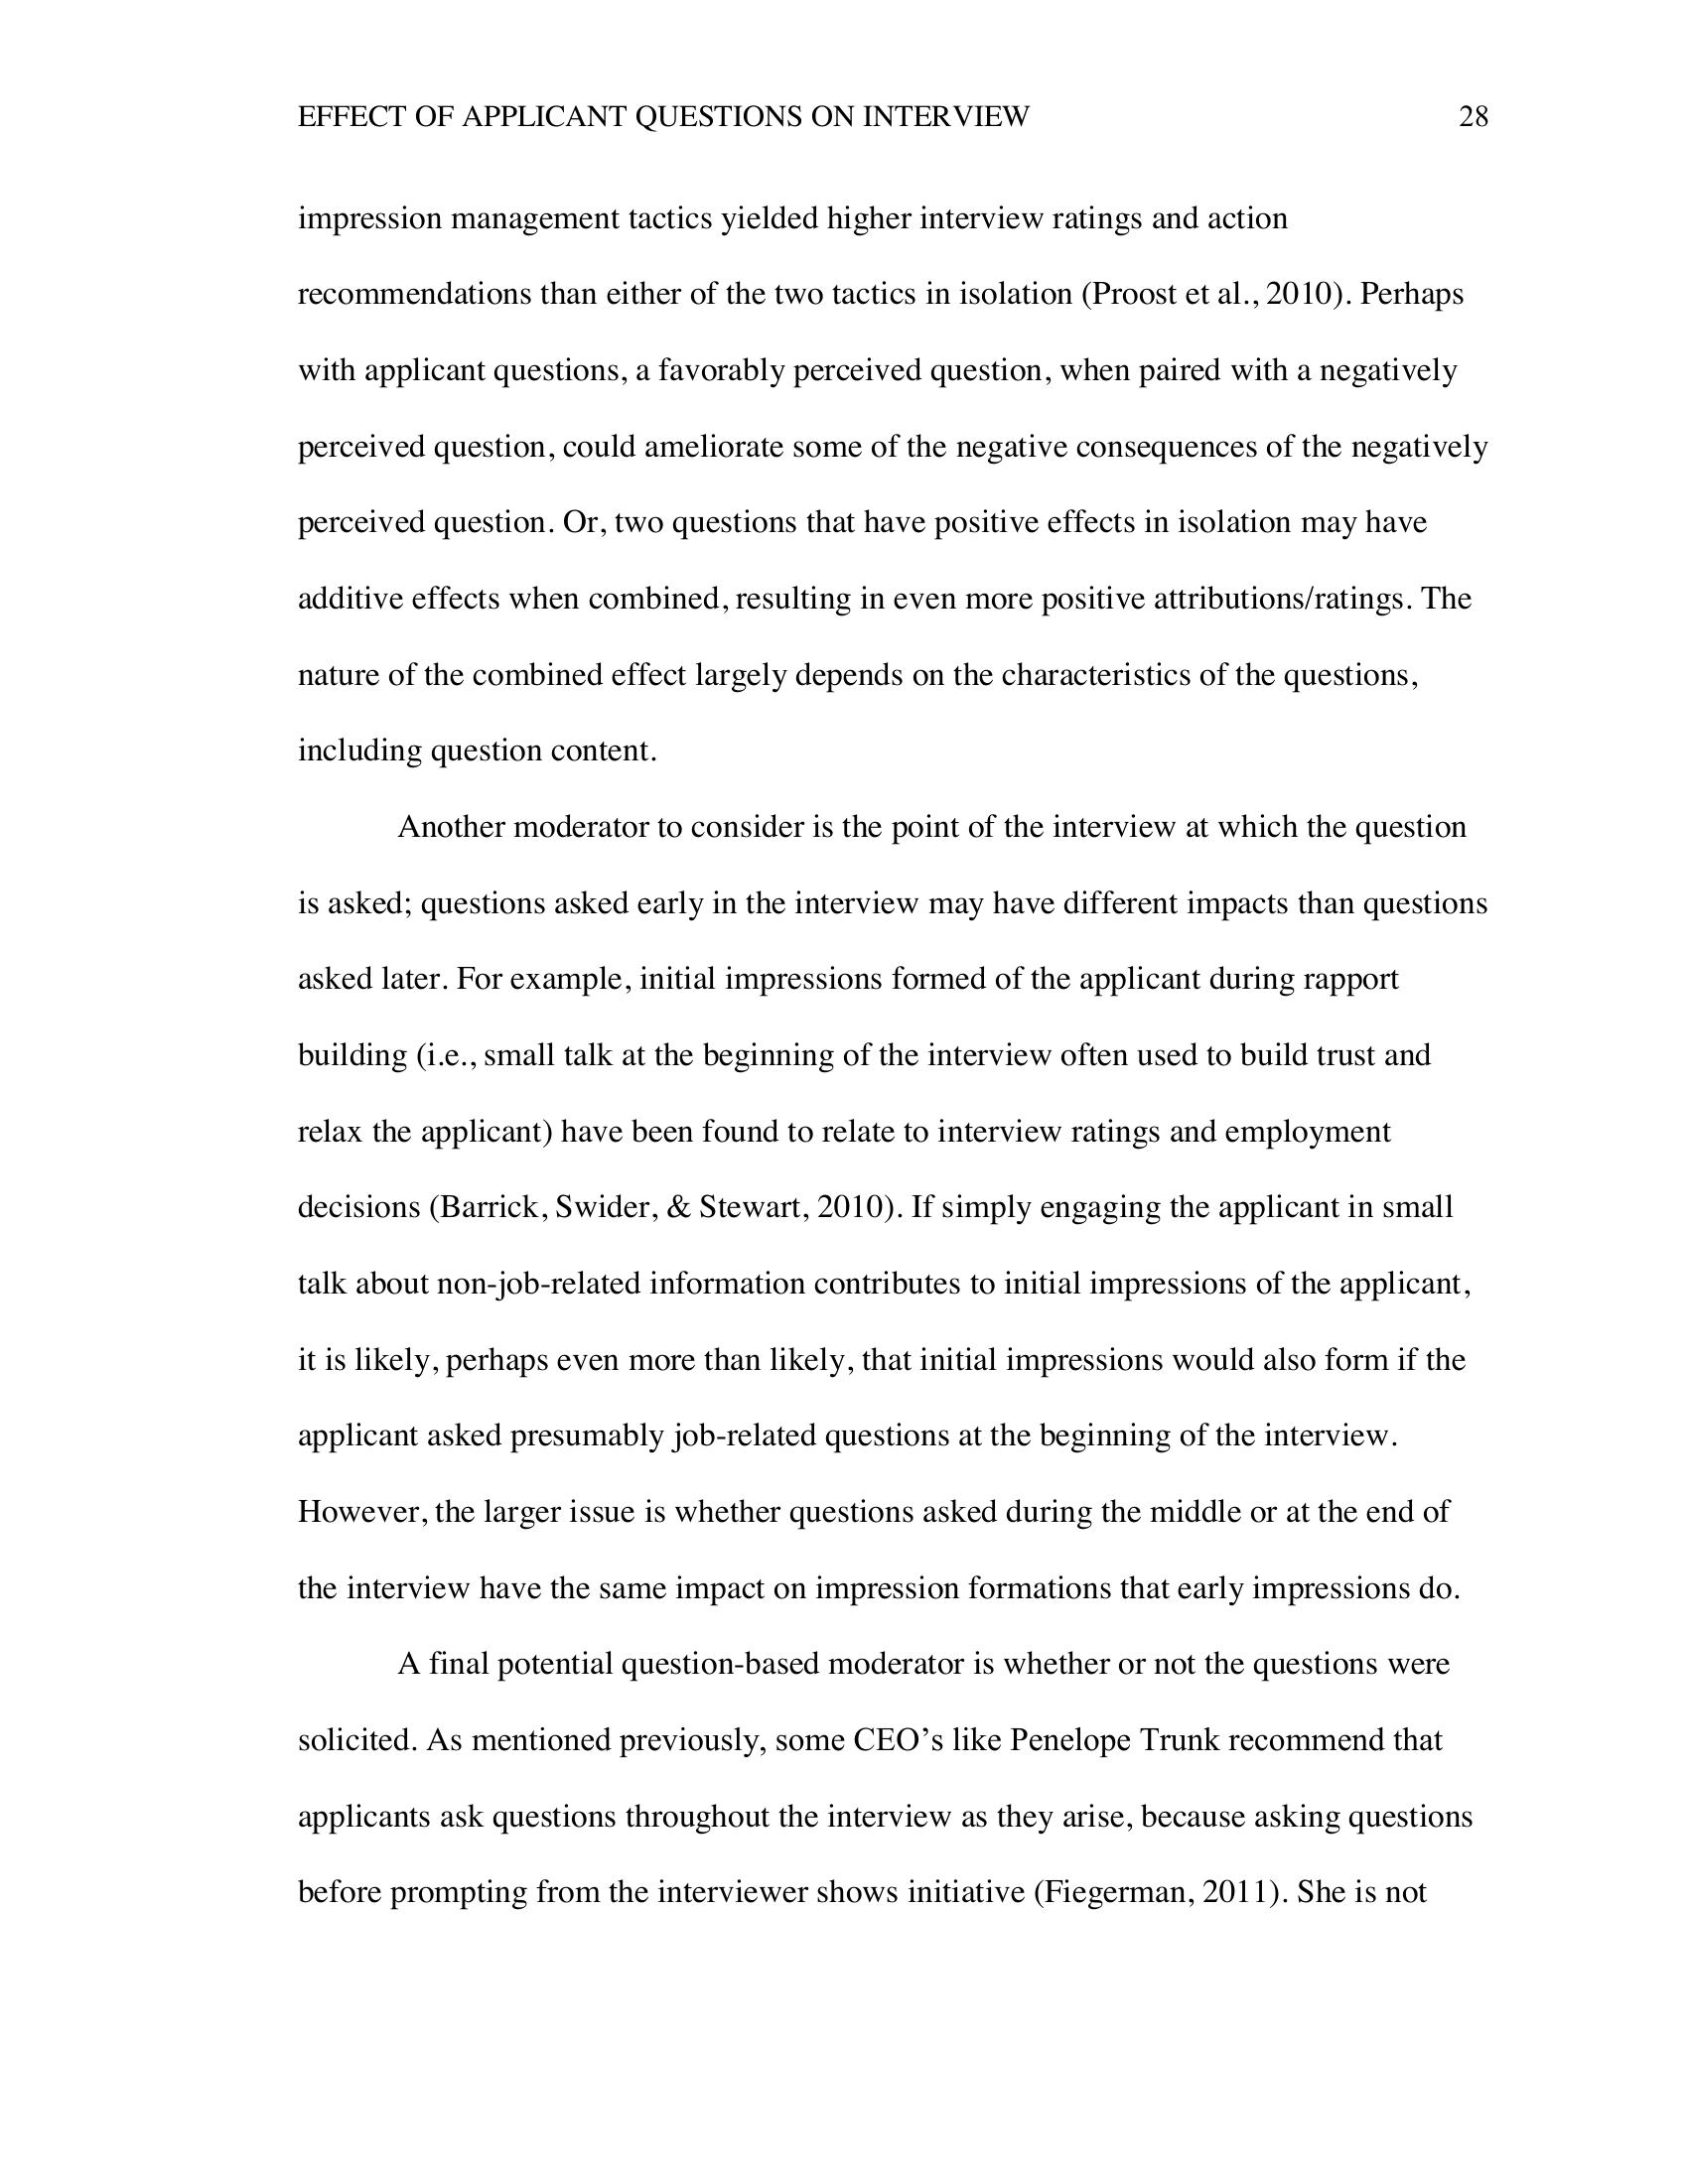 EFFECT OF APPLICANT QUESTIONS ON INTERVIEW 28
impression management tactics yielded higher interview ratings and action
recommendations than either of the two tactics in isolation (Proost et al., 2010). Perhaps
with applicant questions, a favorably perceived question, when paired with a negatively
perceived question, could ameliorate some of the negative consequences of the negatively
perceived question. Or, two questions that have positive effects in isolation may have
additive effects when combined, resulting in even more positive attributions/ratings. The
nature of the combined effect largely depends on the characteristics of the questions,
including question content.
Another moderator to consider is the point of the interview at which the question
is asked; questions asked early in the interview may have different impacts than questions
asked later. For example, initial impressions formed of the applicant during rapport
building (i.e., small talk at the beginning of the interview often used to build trust and
relax the applicant) have been found to relate to interview ratings and employment
decisions (Barrick, Swider, & Stewart, 2010). If simply engaging the applicant in small
talk about non-job-related information contributes to initial impressions of the applicant,
it is likely, perhaps even more than likely, that initial impressions would also form if the
applicant asked presumably job-related questions at the beginning of the interview.
However, the larger issue is whether questions asked during the middle or at the end of
the interview have the same impact on impression formations that early impressions do.
A final potential question-based moderator is whether or not the questions were
solicited. As mentioned previously, some CEO’s like Penelope Trunk recommend that
applicants ask questions throughout the interview as they arise, because asking questions
before prompting from the interviewer shows initiative (Fiegerman, 2011). She is not